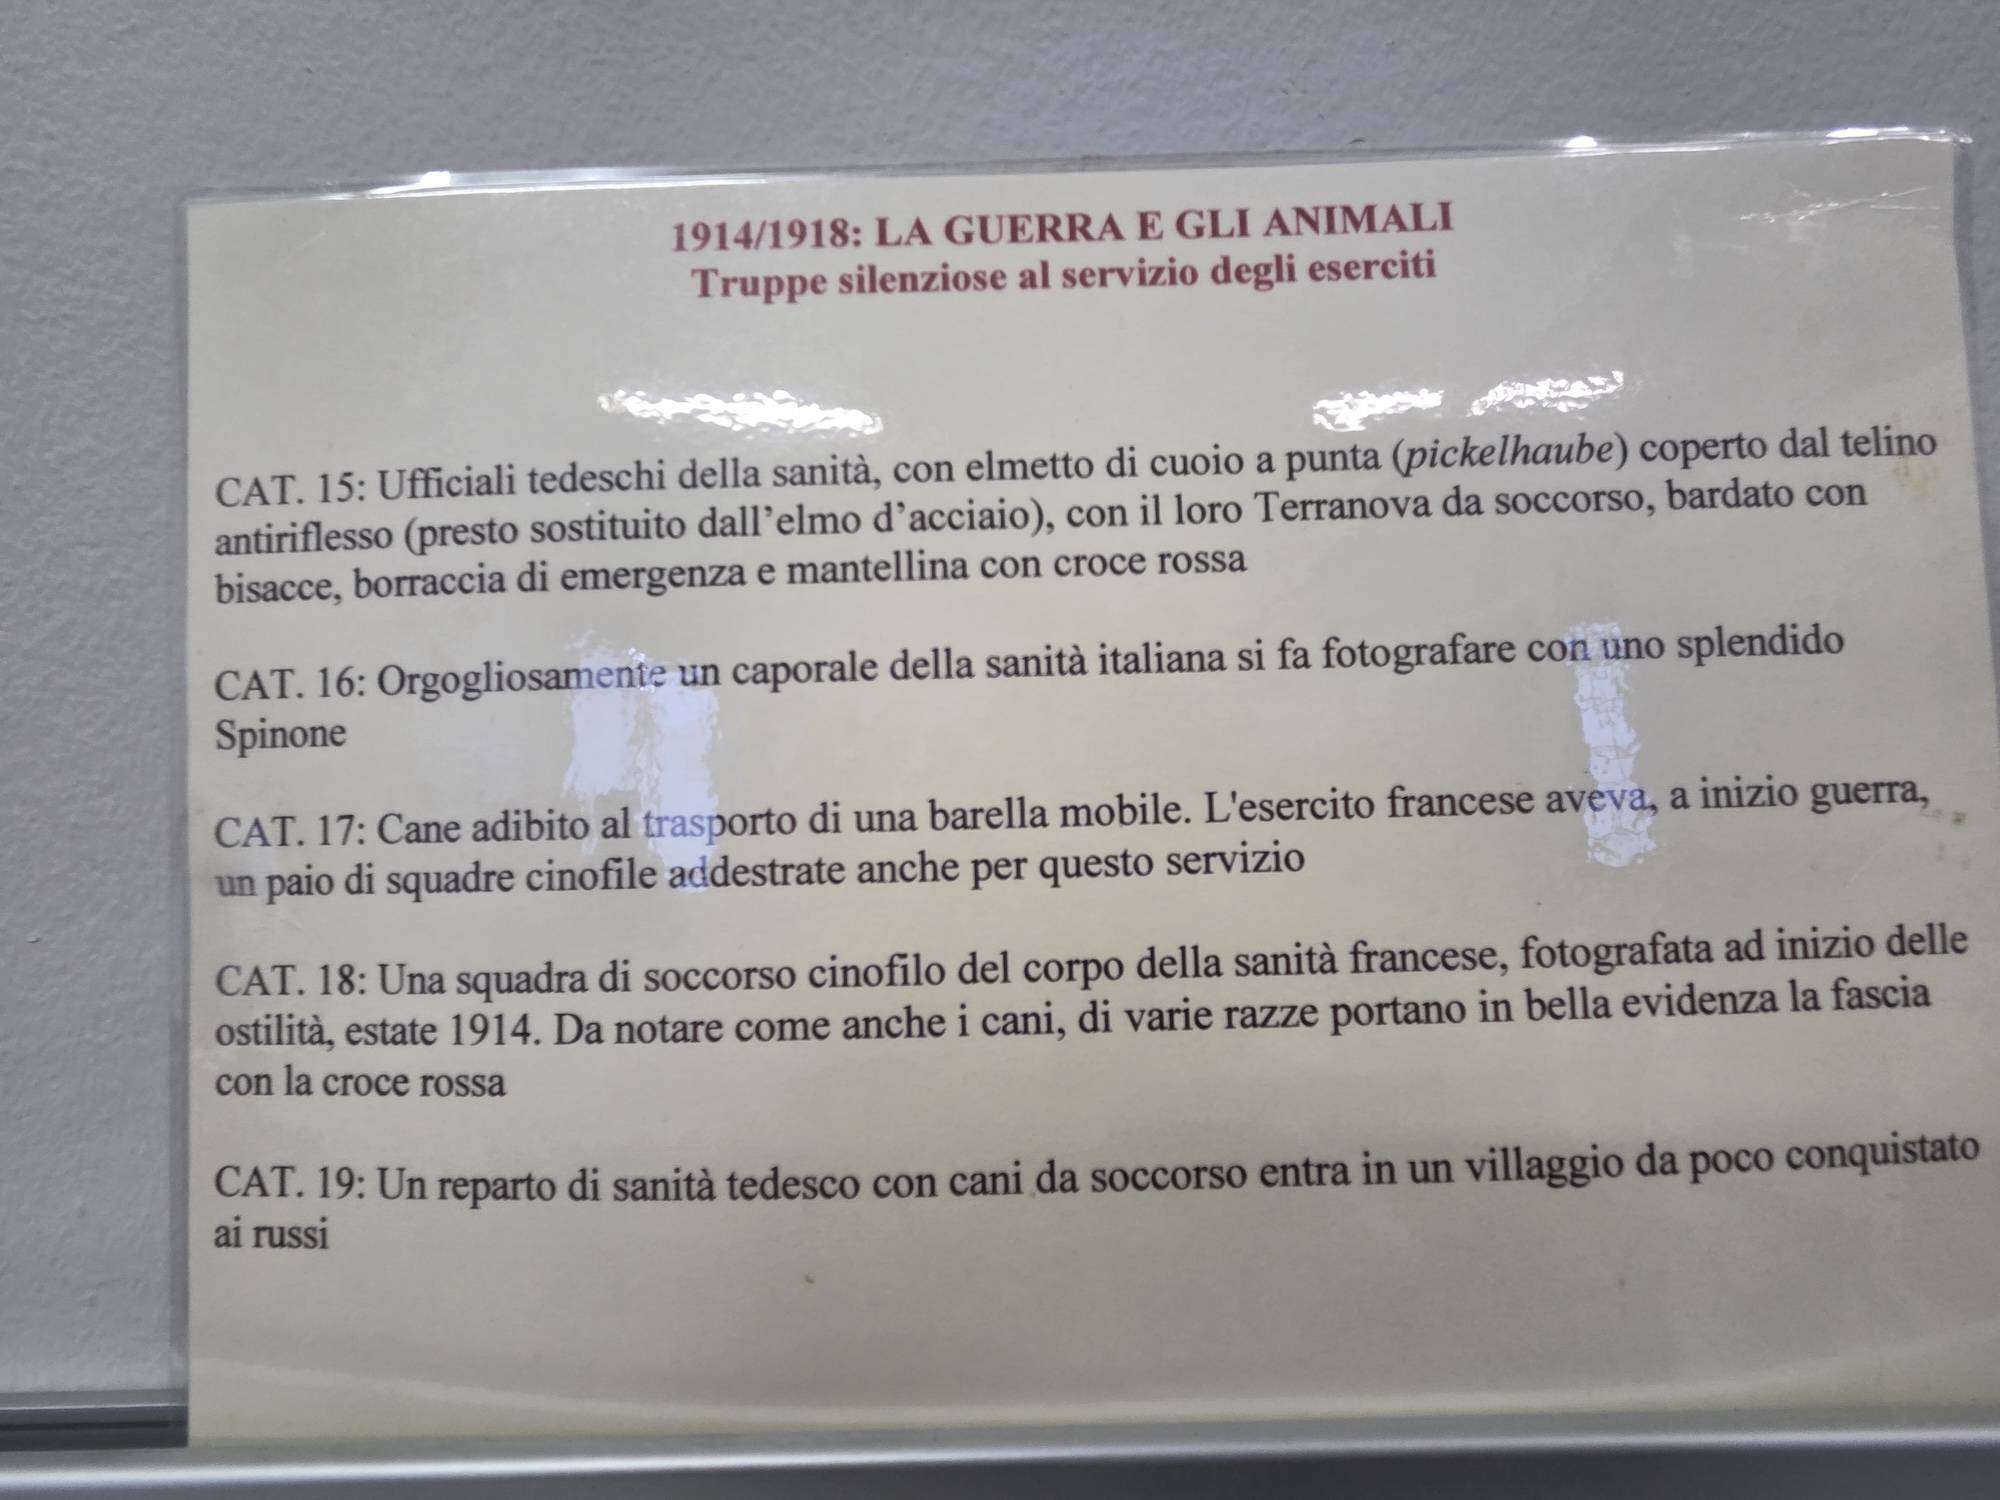 1914/1918: LA GUERRA E GLI ANIMALI
Truppe silenziose al servizio degli eserciti
CAT. 15: Ufficiali tedeschi della sanità, con elmetto di cuoio a punta (pickelhaube) coperto dal telino
antiriflesso (presto sostituito dall’elmo d’acciaio), con il loro Terranova da soccorso, bardato con
bisacce, borraccia di emergenza e mantellina con croce rossa
CAT. 16: Orgogliosamente un caporale della sanità italiana si fa fotografare con uno splendido
Spinone
CAT. 17: Cane adibito al trasporto di una barella mobile. L'esercito francese aveva, a inizio guerra,
un paio di squadre cinofile addestrate anche per questo servizio
CAT. 18: Una squadra di soccorso cinofilo del corpo della sanità francese, fotografata ad inizio delle
ostilità, estate 1914. Da notare come anche i cani, di varie razze portano in bella evidenza la fascia
con la croce rossa
CAT. 19: Un reparto di sanità tedesco con cani da soccorso entra in un villaggio da poco conquistato
ai russi